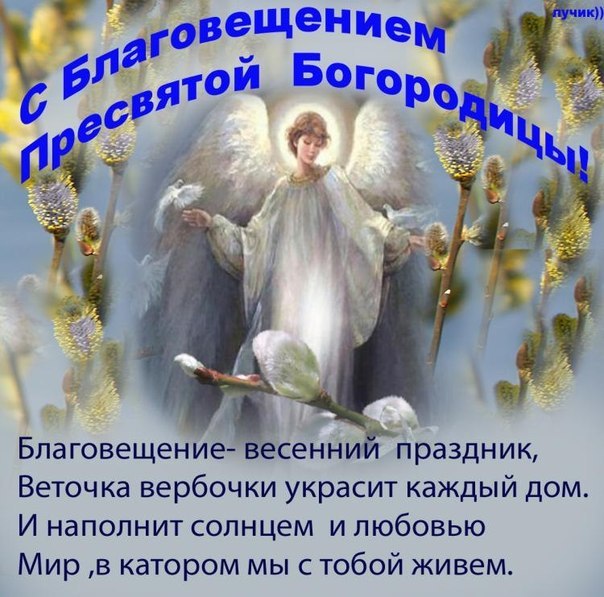 лучик))
С Благовещением
Пресвятой Богородицы!
Благовещение- весенний праздник,
Веточка вербочки украсит каждый дом.
И наполнит солнцем и любовью
Мир ,в катором мы с тобой живем.